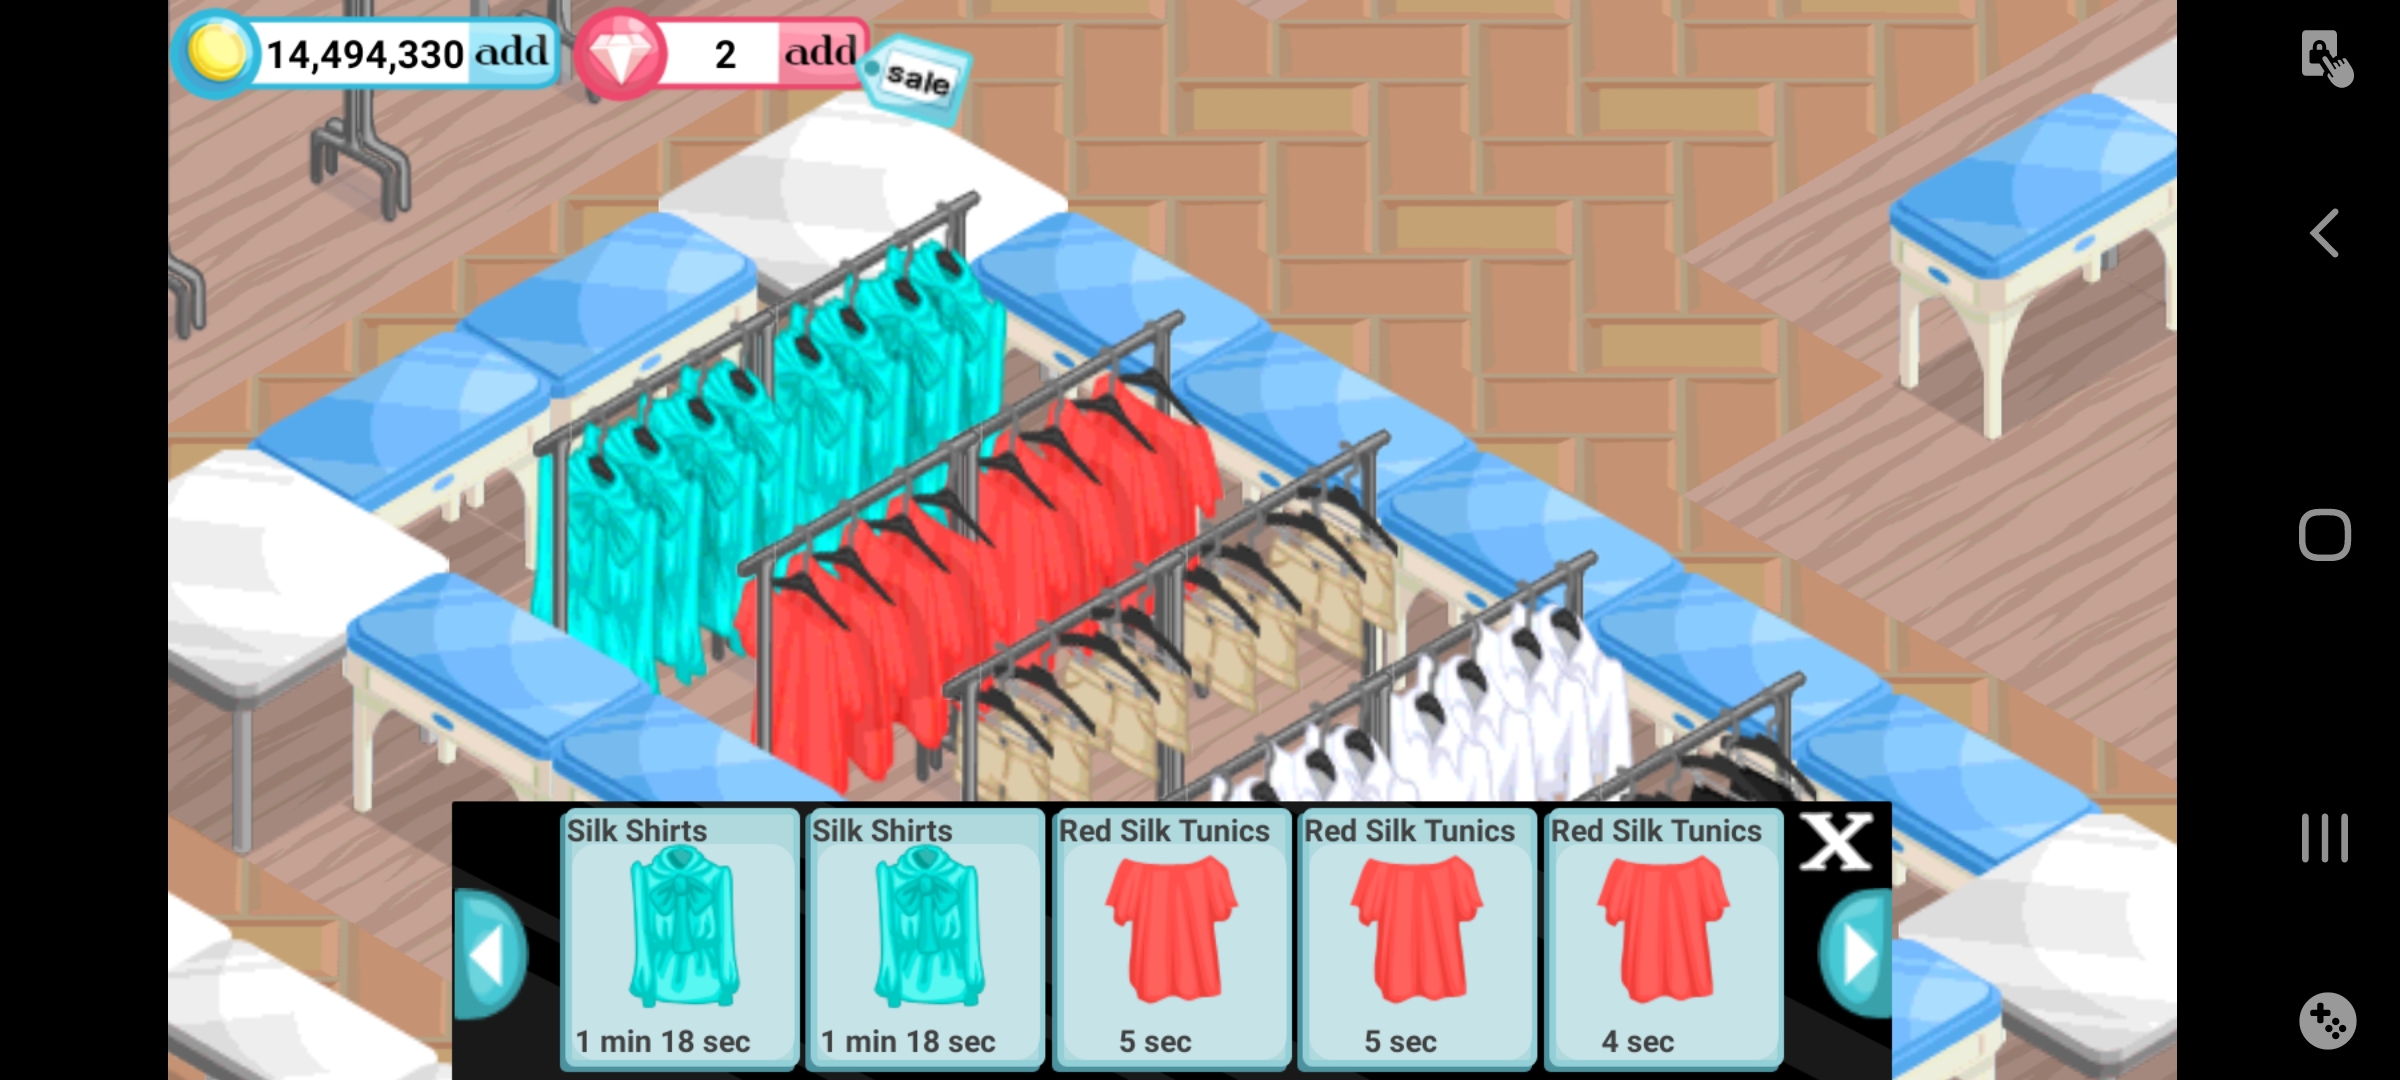 14,494,330 add 2 add
sale
Silk Shirts Silk Shirts Red Silk Tunics Red Silk Tunics Red Silk Tunics X
1 min 18 sec 1 min 18 sec 5 sec 5 sec 4 sec